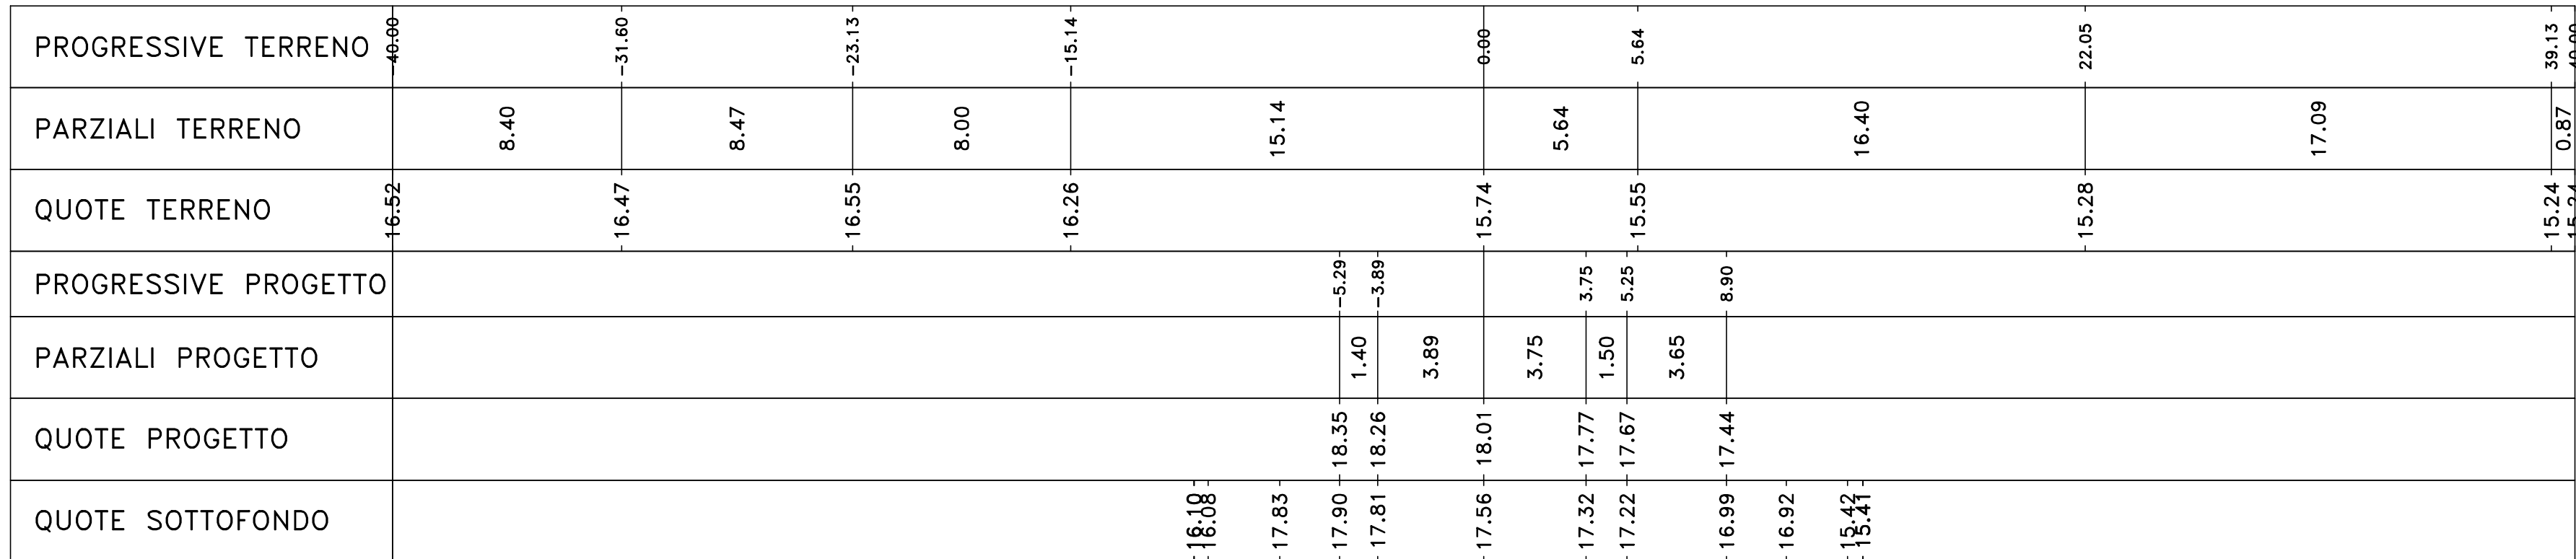 PROGRESSIVE TERRENO -40.00 -31.60 -23.13 -15.14 0.00 5.64 22.05 39.13 40.00
PARZIALI TERRENO 8.40 8.47 8.00 15.14 5.64 16.40 17.09 0.87
QUOTE TERRENO 16.52 16.47 16.55 16.26 15.74 15.55 15.28 15.24 15.24
PROGRESSIVE PROGETTO -5.29 -3.89 3.75 5.25 8.90
PARZIALI PROGETTO 1.40 3.89 3.75 1.50 3.65
QUOTE PROGETTO 18.35 18.26 18.01 17.77 17.67 17.44
QUOTE SOTTOFONDO 16.10 16.08 17.83 17.90 17.81 17.56 17.32 17.22 16.99 16.92 15.42 15.41